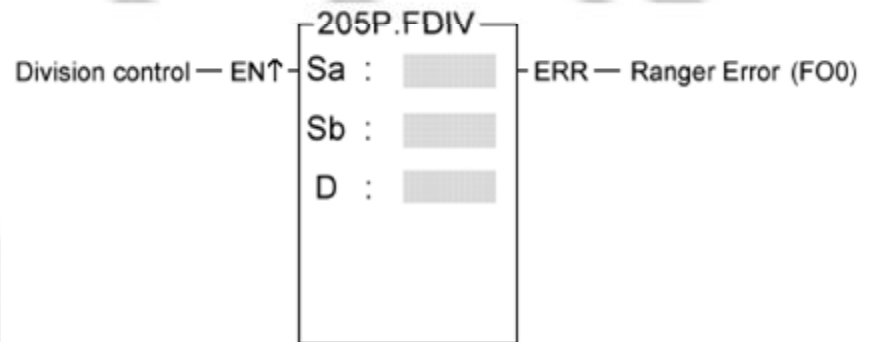 205P.FDIV
Division control — EN↑ Sa : ERR — Ranger Error (FO0)
Sb :
D :